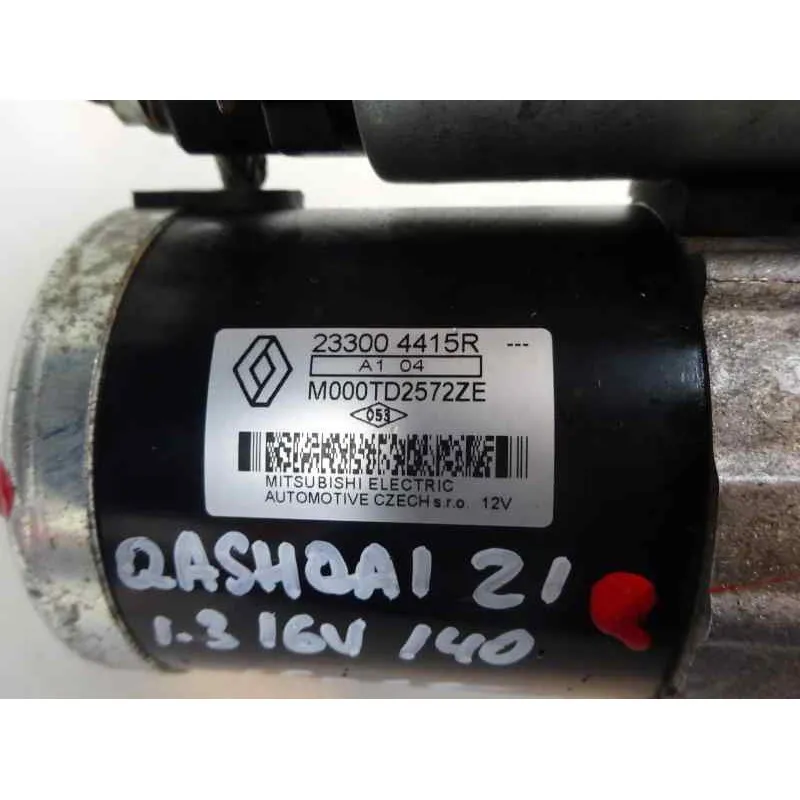 23300 4415R ---
A1 04
M000TD2572ZE
053
MITSUBISHI ELECTRIC
AUTOMOTIVE CZECH s.r.o. 12V
QASHQAI 21
1.3 16V 140